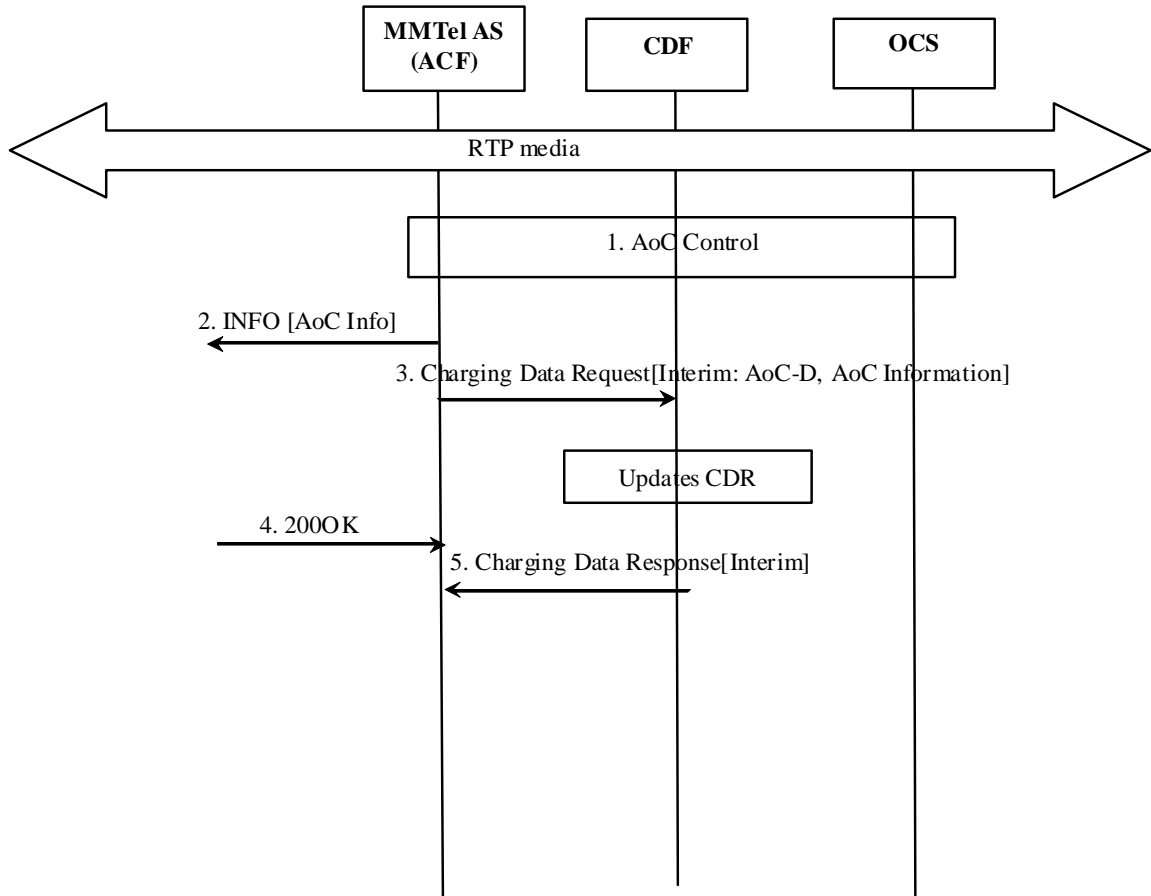 MMTel AS
(ACF)
CDF
OCS
RTP media
1. AoC Control
2. INFO [AoC Info]
3. Charging Data Request[Interim: AoC-D, AoC Information]
Updates CDR
4. 200OK
5. Charging Data Response[Interim]